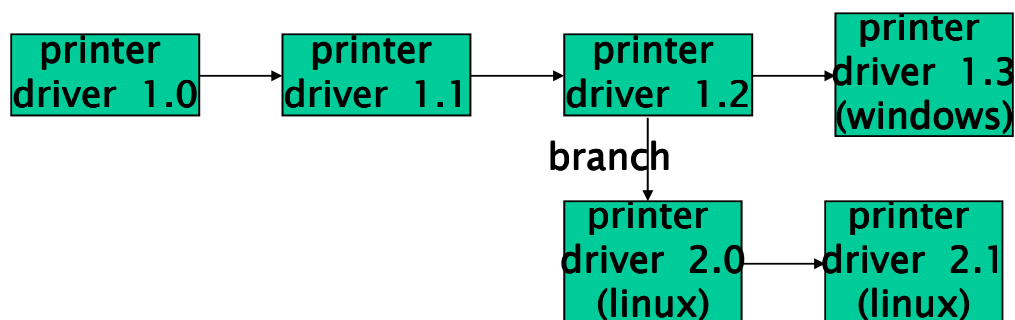 printer
driver 1.0
printer
driver 1.1
printer
driver 1.2
printer
driver 1.3
(windows)
branch
printer
driver 2.0
(linux)
printer
driver 2.1
(linux)